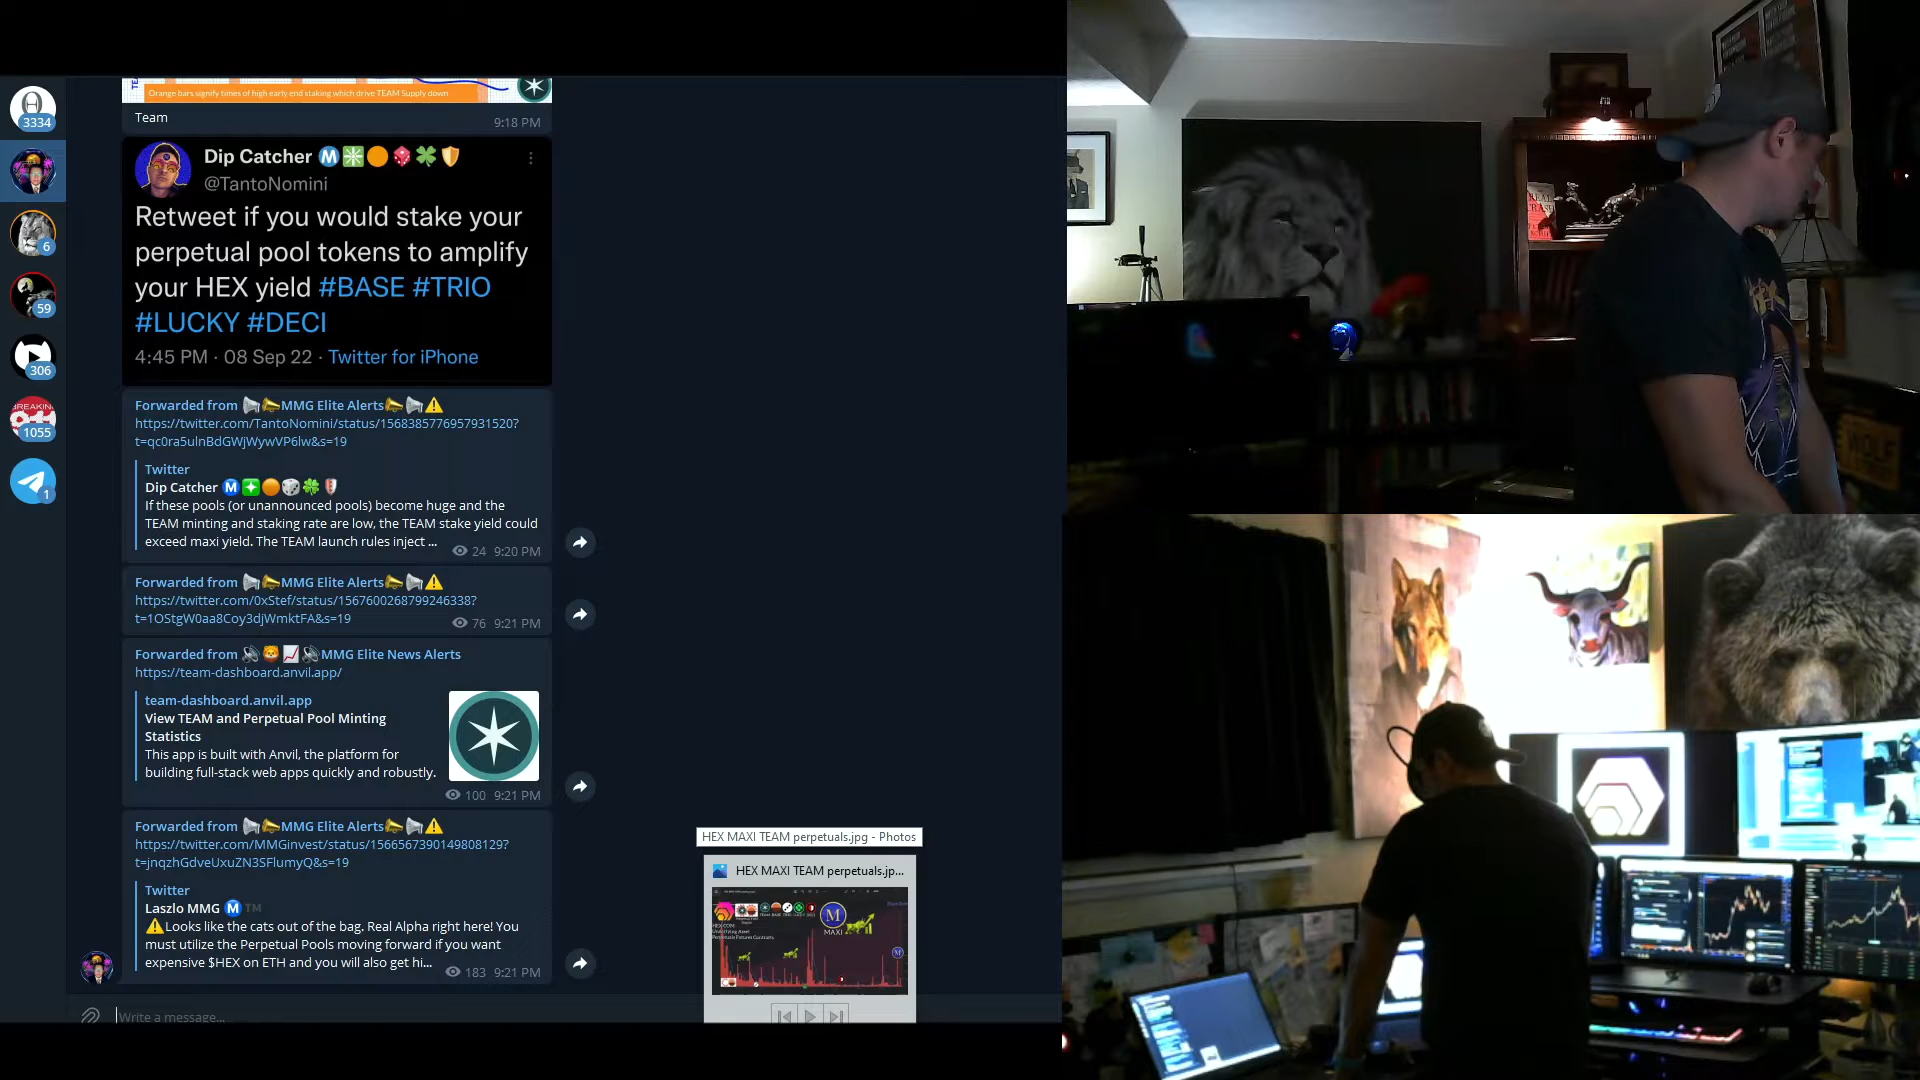 Orange bars signify times of high early end staking which drive TEAM Supply down
Team
9:18 PM
3334
6
59
306
1055
1
Dip Catcher
@TantoNomini
Retweet if you would stake your
perpetual pool tokens to amplify
your HEX yield #BASE #TRIO
#LUCKY #DECI
4:45 PM · 08 Sep 22 · Twitter for iPhone
Forwarded from MMG Elite Alerts
https://twitter.com/TantoNomini/status/1568385776957931520?
t=qc0ra5ulnBdGWjWywVP6lw&s=19
Twitter
Dip Catcher
If these pools (or unannounced pools) become huge and the
TEAM minting and staking rate are low, the TEAM stake yield could
exceed maxi yield. The TEAM launch rules inject ...
24 9:20 PM
Forwarded from MMG Elite Alerts
https://twitter.com/0xStef/status/1567600268799246338?
t=1OStgW0aa8Coy3djWmktFA&s=19
76 9:21 PM
Forwarded from MMG Elite News Alerts
https://team-dashboard.anvil.app/
team-dashboard.anvil.app
View TEAM and Perpetual Pool Minting
Statistics
This app is built with Anvil, the platform for
building full-stack web apps quickly and robustly.
100 9:21 PM
Forwarded from MMG Elite Alerts
https://twitter.com/MMGinvest/status/1566567390149808129?
t=jnqzhGdveUxuZN3SFlumyQ&s=19
Twitter
Laszlo MMG Ⓜ ™
⚠Looks like the cats out of the bag. Real Alpha right here! You
must utilize the Perpetual Pools moving forward if you want
expensive $HEX on ETH and you will also get hi...
183 9:21 PM
Write a message...
HEX MAXI TEAM perpetuals.jpg - Photos
HEX MAXI TEAM perpetuals.jp...
MAXI
WOLF